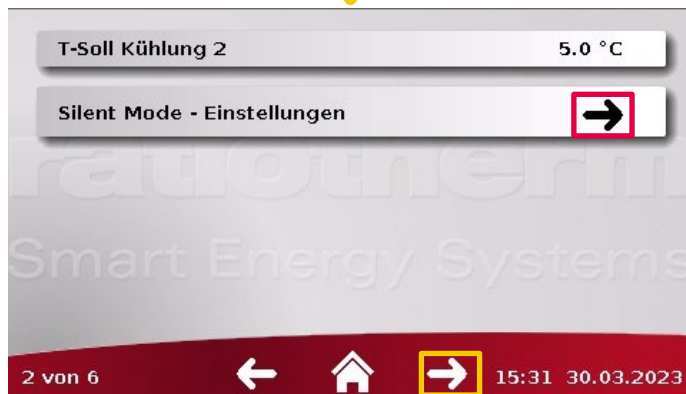 T-Soll Kühlung 2 5.0 °C
Silent Mode - Einstellungen
ratiotherm
Smart Energy Systems
2 von 6 15:31 30.03.2023